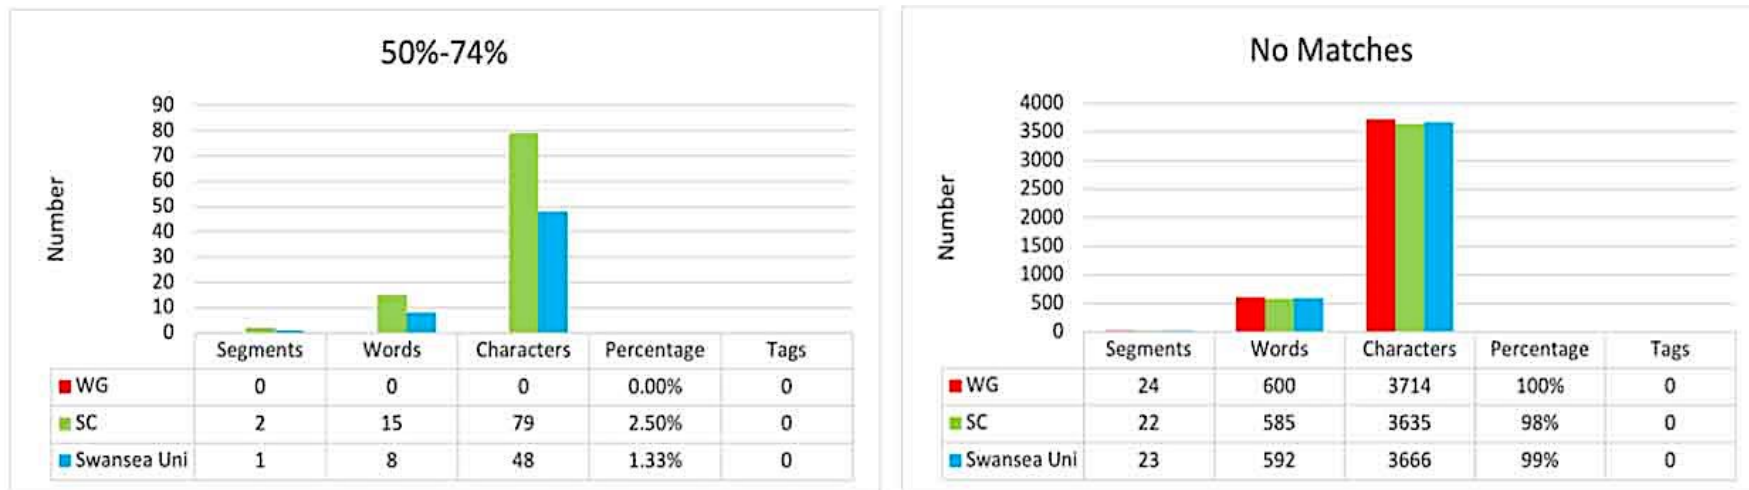 50%-74%
90
80
70
60
50
40
30
20
10
0
Number
Segments Words Characters Percentage Tags
WG 0 0 0 0.00% 0
SC 2 15 79 2.50% 0
Swansea Uni 1 8 48 1.33% 0
No Matches
4000
3500
3000
2500
2000
1500
1000
500
0
Number
Segments Words Characters Percentage Tags
WG 24 600 3714 100% 0
SC 22 585 3635 98% 0
Swansea Uni 23 592 3666 99% 0